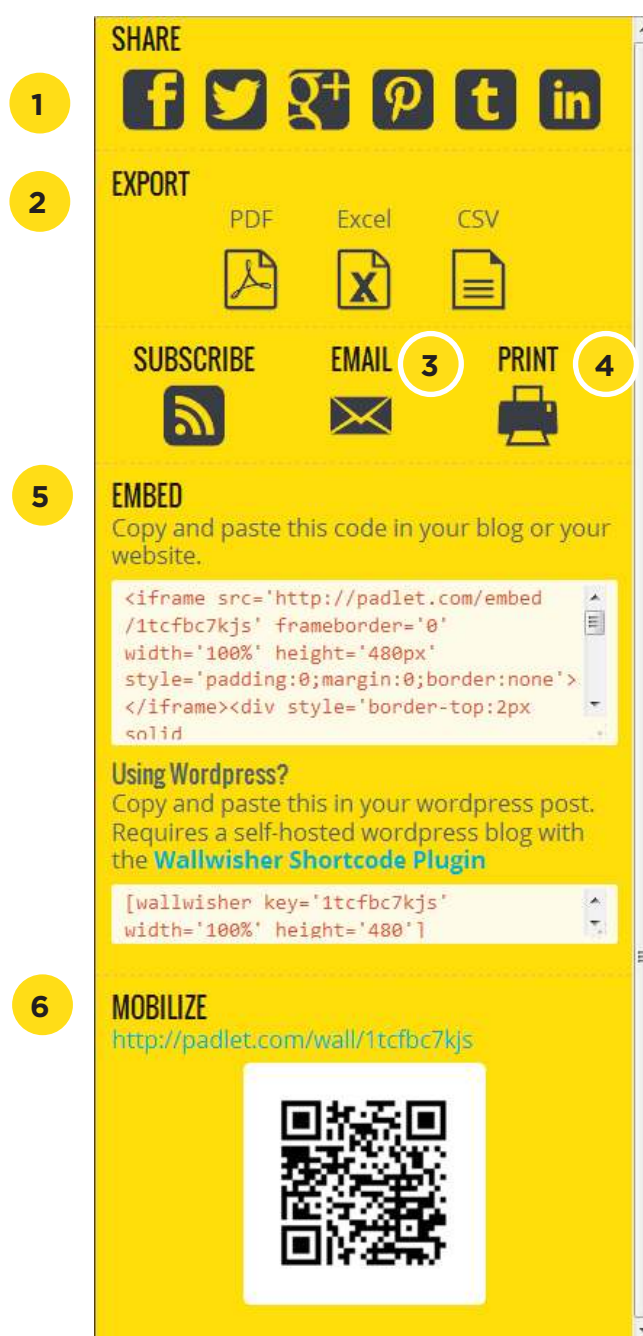 SHARE
1
EXPORT
2
PDF Excel CSV
SUBSCRIBE EMAIL 3 PRINT 4
5
EMBED
Copy and paste this code in your blog or your
website.
<iframe src='http://padlet.com/embed
/1tcfbc7kjs' frameborder='0'
width='100%' height='480px'
style='padding:0;margin:0;border:none'>
</iframe><div style='border-top:2px
solid
Using Wordpress?
Copy and paste this in your wordpress post.
Requires a self-hosted wordpress blog with
the Wallwisher Shortcode Plugin
[wallwisher key='1tcfbc7kjs'
width='100%' height='480']
6
MOBILIZE
http://padlet.com/wall/1tcfbc7kjs